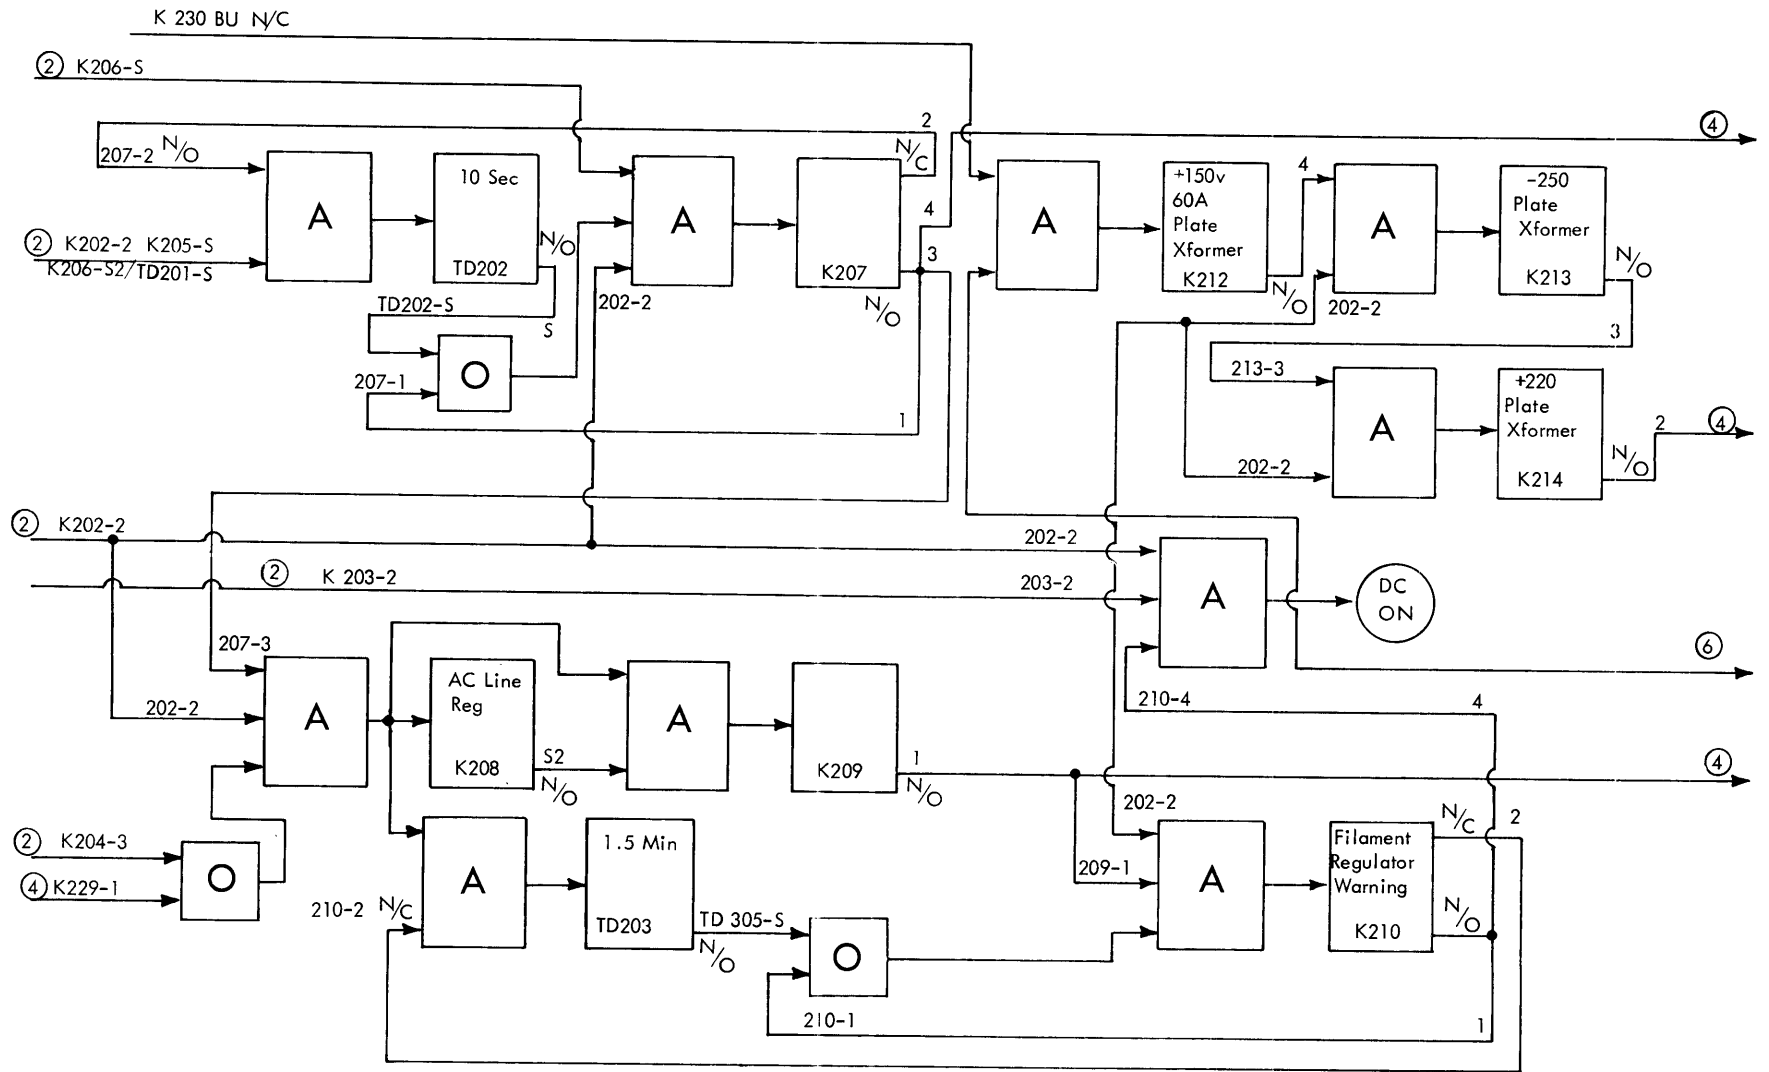 K 230 BU N/C
② K206-S
2
④
207-2 N/O
N/C
A
10 Sec
TD202
N/O
A
K207
N/O
4
3
A
+150v
60A
Plate
Xformer
K212
N/O
4
A
-250
Plate
Xformer
K213
N/O
② K202-2 K205-S
K206-S2/TD201-S
202-2
202-2
TD202-S
S
O
207-1
1
3
213-3
A
+220
Plate
Xformer
K214
N/O
2
④
202-2
② K202-2
202-2
② K 203-2
203-2
A
DC
ON
207-3
202-2
A
AC Line
Reg
K208
S2
N/O
A
K209
1
N/O
⑥
210-4
4
④
② K204-3
④ K229-1
O
210-2 N/C
A
1.5 Min
TD203
TD 305-S
N/O
O
210-1
202-2
209-1
A
Filament
Regulator
Warning
K210
N/C
2
N/O
1